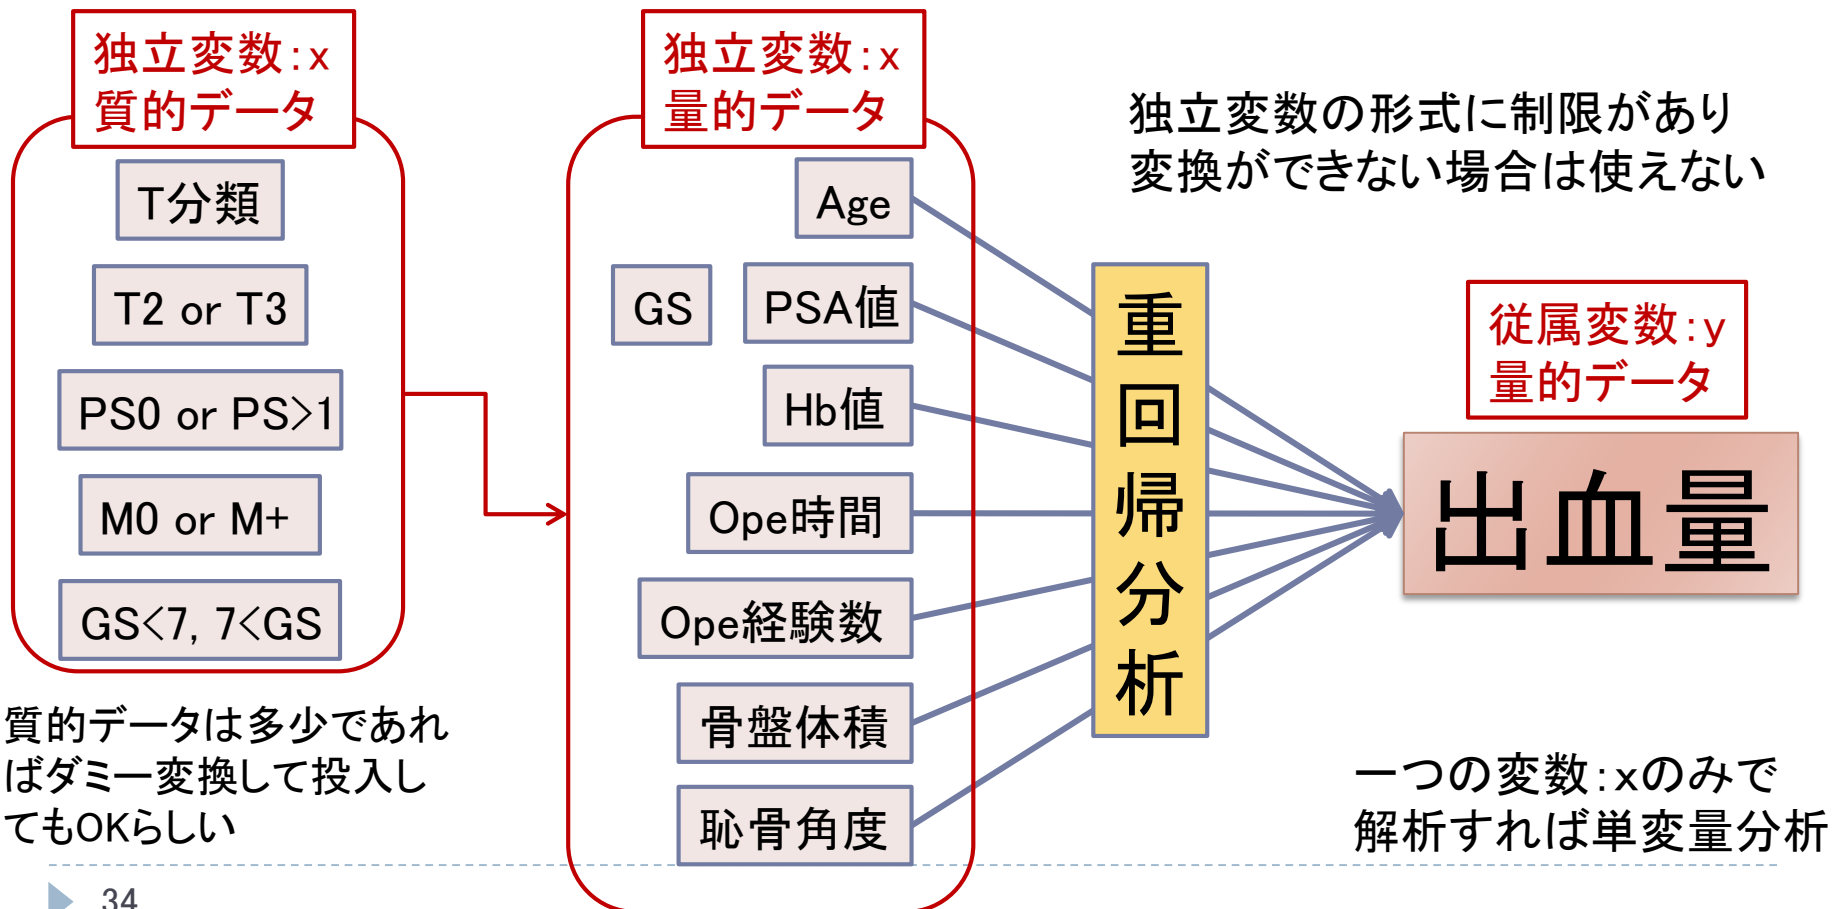 独立変数:x
質的データ
T分類
T2 or T3
PS0 or PS>1
M0 or M+
GS<7, 7<GS
質的データは多少であれ
ばダミー変換して投入し
てもOKらしい
独立変数:x
量的データ
Age
GS
PSA値
Hb値
Ope時間
Ope経験数
骨盤体積
恥骨角度
重回帰分析
独立変数の形式に制限があり
変換ができない場合は使えない
従属変数:y
量的データ
出血量
一つの変数:xのみで
解析すれば単変量分析
34